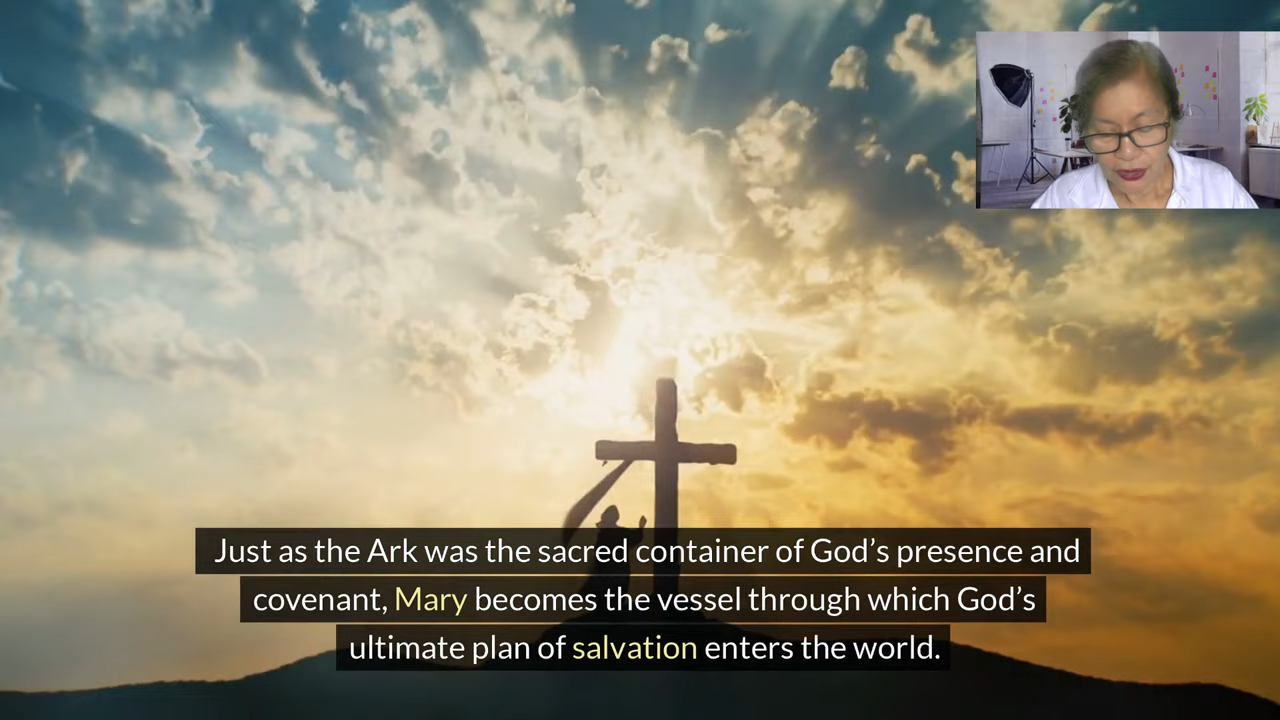 Just as the Ark was the sacred container of God’s presence and
covenant, Mary becomes the vessel through which God’s
ultimate plan of salvation enters the world.